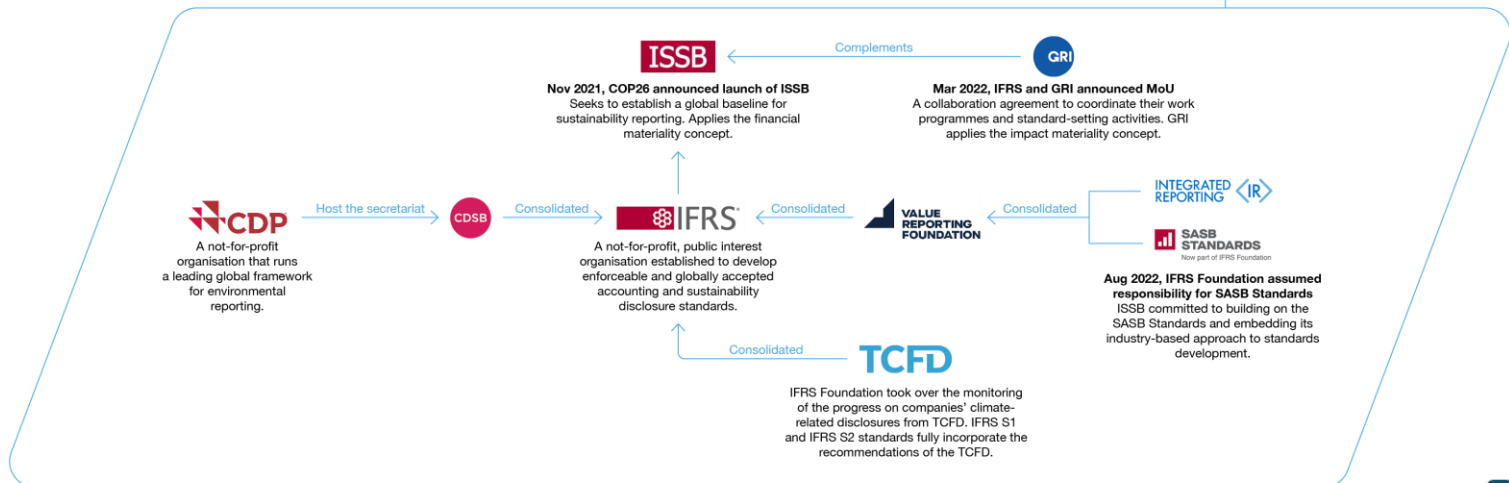 ISSB
Complements
GRI
Nov 2021, COP26 announced launch of ISSB
Seeks to establish a global baseline for
sustainability reporting. Applies the financial
materiality concept.
Mar 2022, IFRS and GRI announced MoU
A collaboration agreement to coordinate their work
programmes and standard-setting activities. GRI
applies the impact materiality concept.
CDP
Host the secretariat
CDSB
Consolidated
IFRS
Consolidated
VALUE
REPORTING
FOUNDATION
Consolidated
INTEGRATED
REPORTING
<IR>
SASB
STANDARDS
Now part of IFRS Foundation
A not-for-profit
organisation that runs
a leading global framework
for environmental
reporting.
A not-for-profit, public interest
organisation established to develop
enforceable and globally accepted
accounting and sustainability
disclosure standards.
Aug 2022, IFRS Foundation assumed
responsibility for SASB Standards
ISSB committed to building on the
SASB Standards and embedding its
industry-based approach to standards
development.
Consolidated
TCFD
IFRS Foundation took over the monitoring
of the progress on companies’ climate-
related disclosures from TCFD. IFRS S1
and IFRS S2 standards fully incorporate the
recommendations of the TCFD.